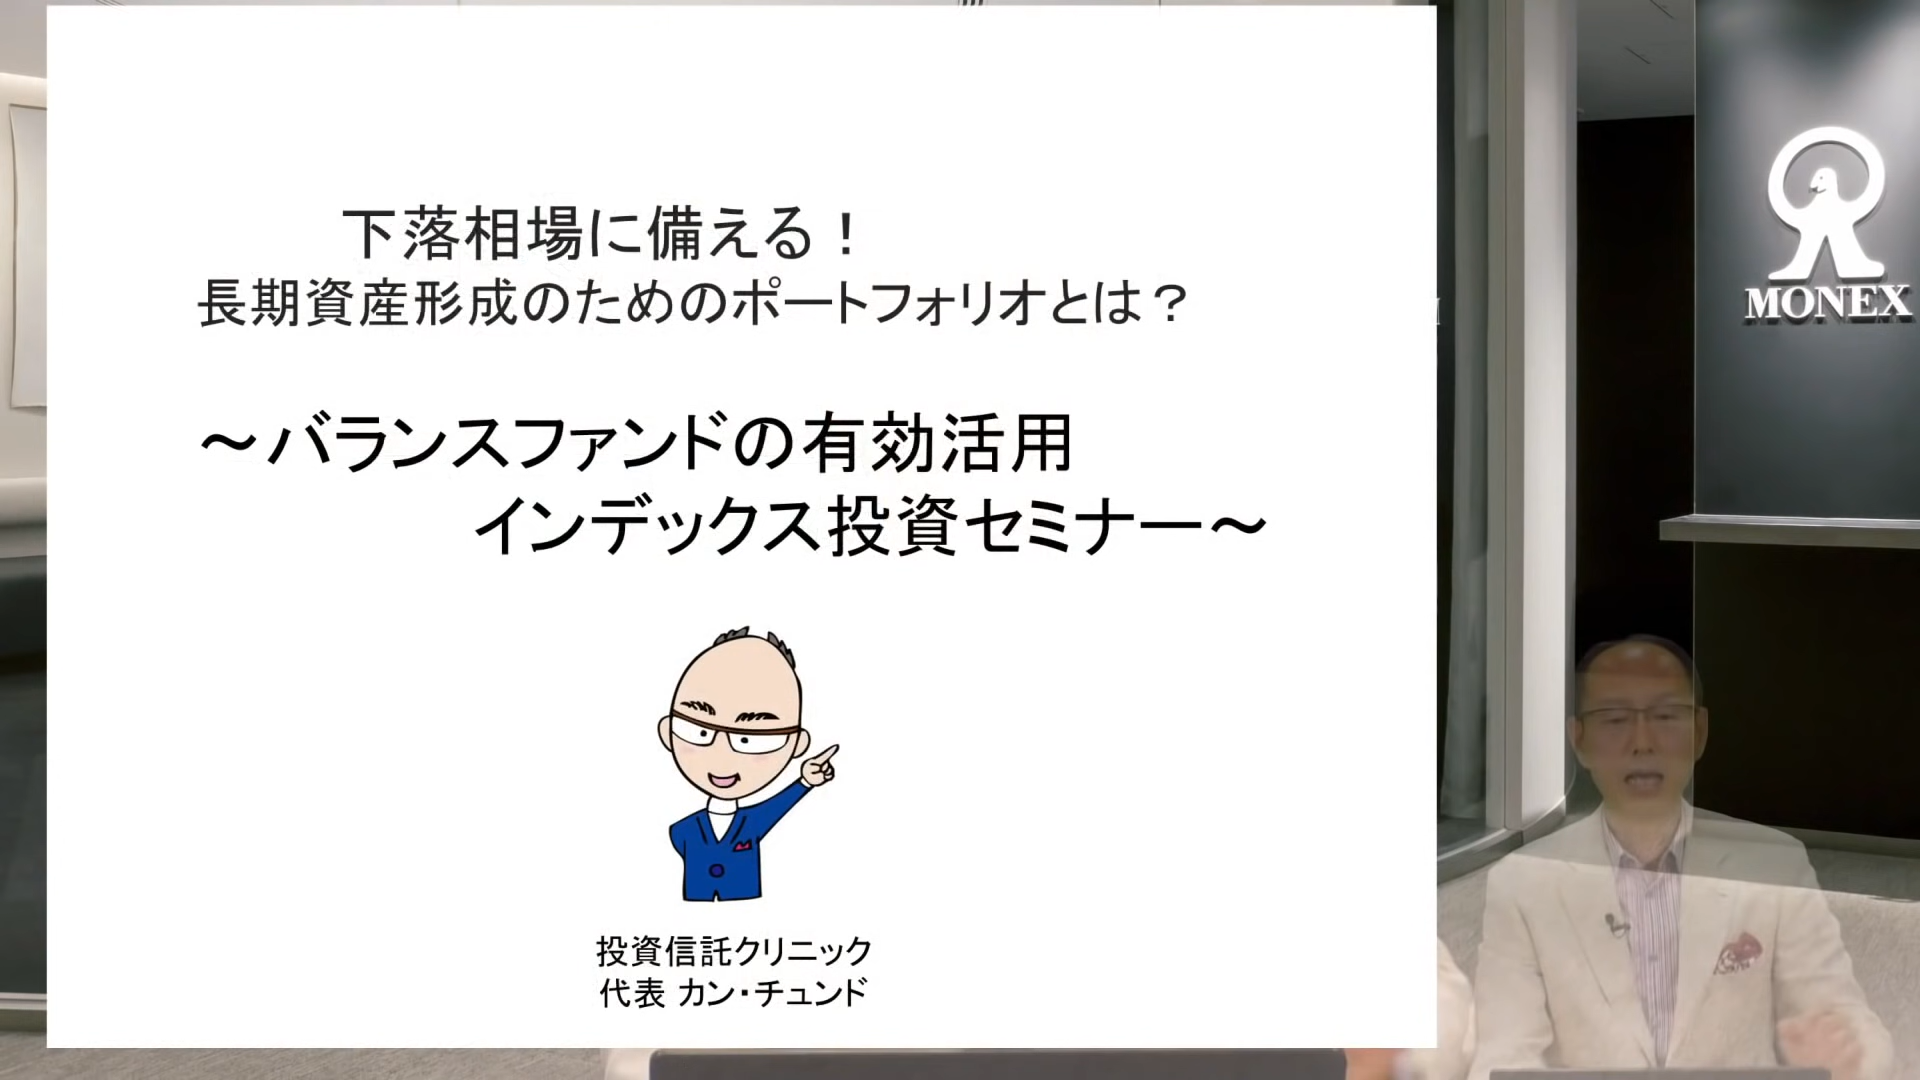 下落相場に備える！
長期資産形成のためのポートフォリオとは？
～バランスファンドの有効活用
インデックス投資セミナー～
投資信託クリニック
代表 カン・チュンド
MONEX